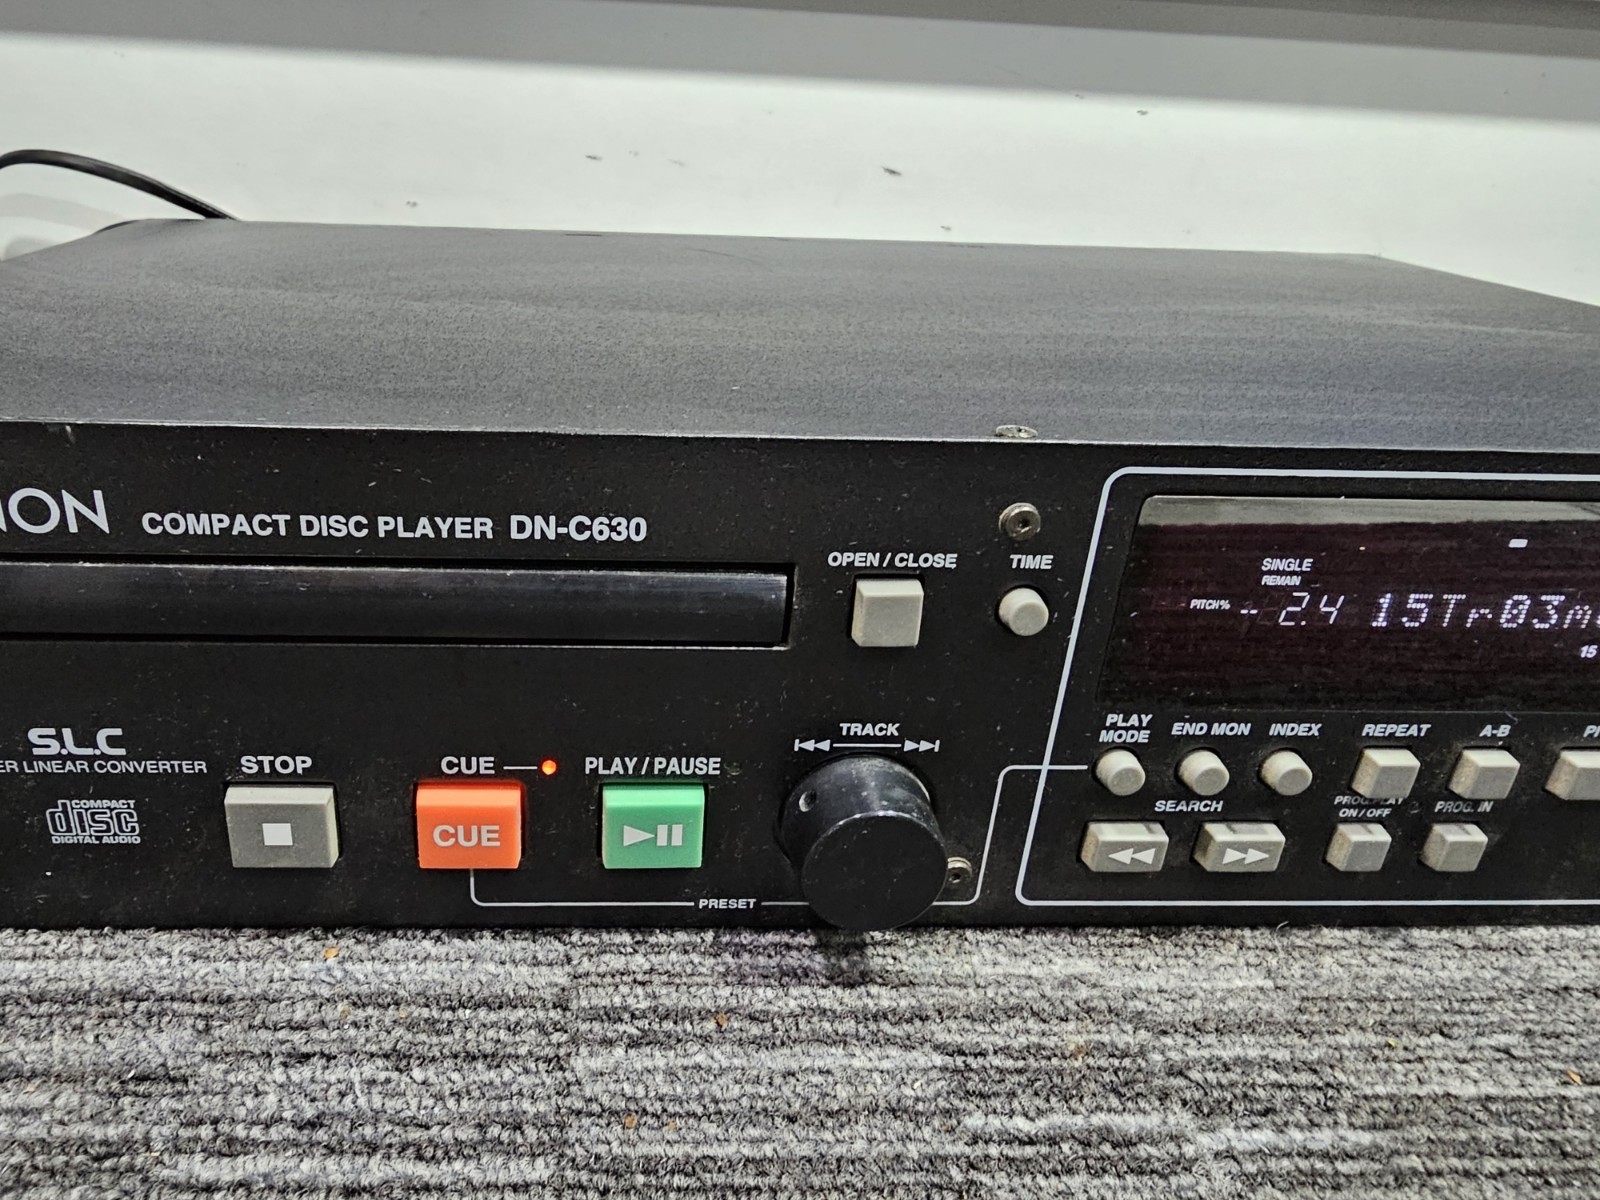 NON COMPACT DISC PLAYER DN-C630
OPEN / CLOSE
TIME
SINGLE
REMAIN
PITCH% - 2.4 15Tr03m
15
S.L.C
ER LINEAR CONVERTER
COMPACT
disc
DIGITAL AUDIO
STOP
CUE
PLAY / PAUSE
CUE
TRACK
PRESET
PLAY
MODE
END MON
INDEX
REPEAT
A-B
PI
SEARCH
PROG.PLAY
ON / OFF
PROG. IN